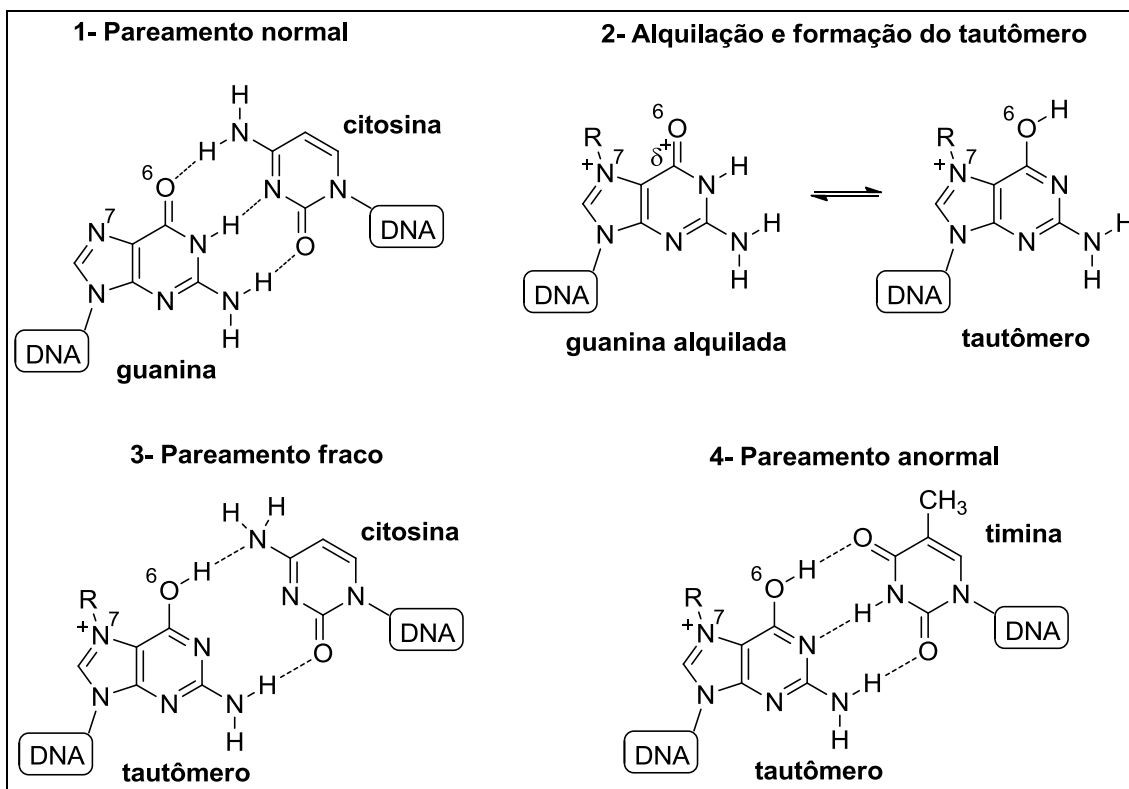 1- Pareamento normal
H
N
H
citosina
6
O
N
N
7
N
N
H
O
DNA
N
N
N
H
H
DNA
guanina
2- Alquilação e formação do tautômero
6
O
R
δ+
+
N
7
N
H
N
N
N
H
H
DNA
guanina alquilada
6
O
H
R
+
N
7
N
N
N
N
H
H
DNA
tautômero
3- Pareamento fraco
H
H
N
citosina
6
O
H
N
N
R
+
N
7
N
O
DNA
N
N
N
H
H
DNA
tautômero
4- Pareamento anormal
CH3
timina
O
6
O
H
N
N
H
R
+
N
7
N
O
DNA
N
N
N
H
H
DNA
tautômero